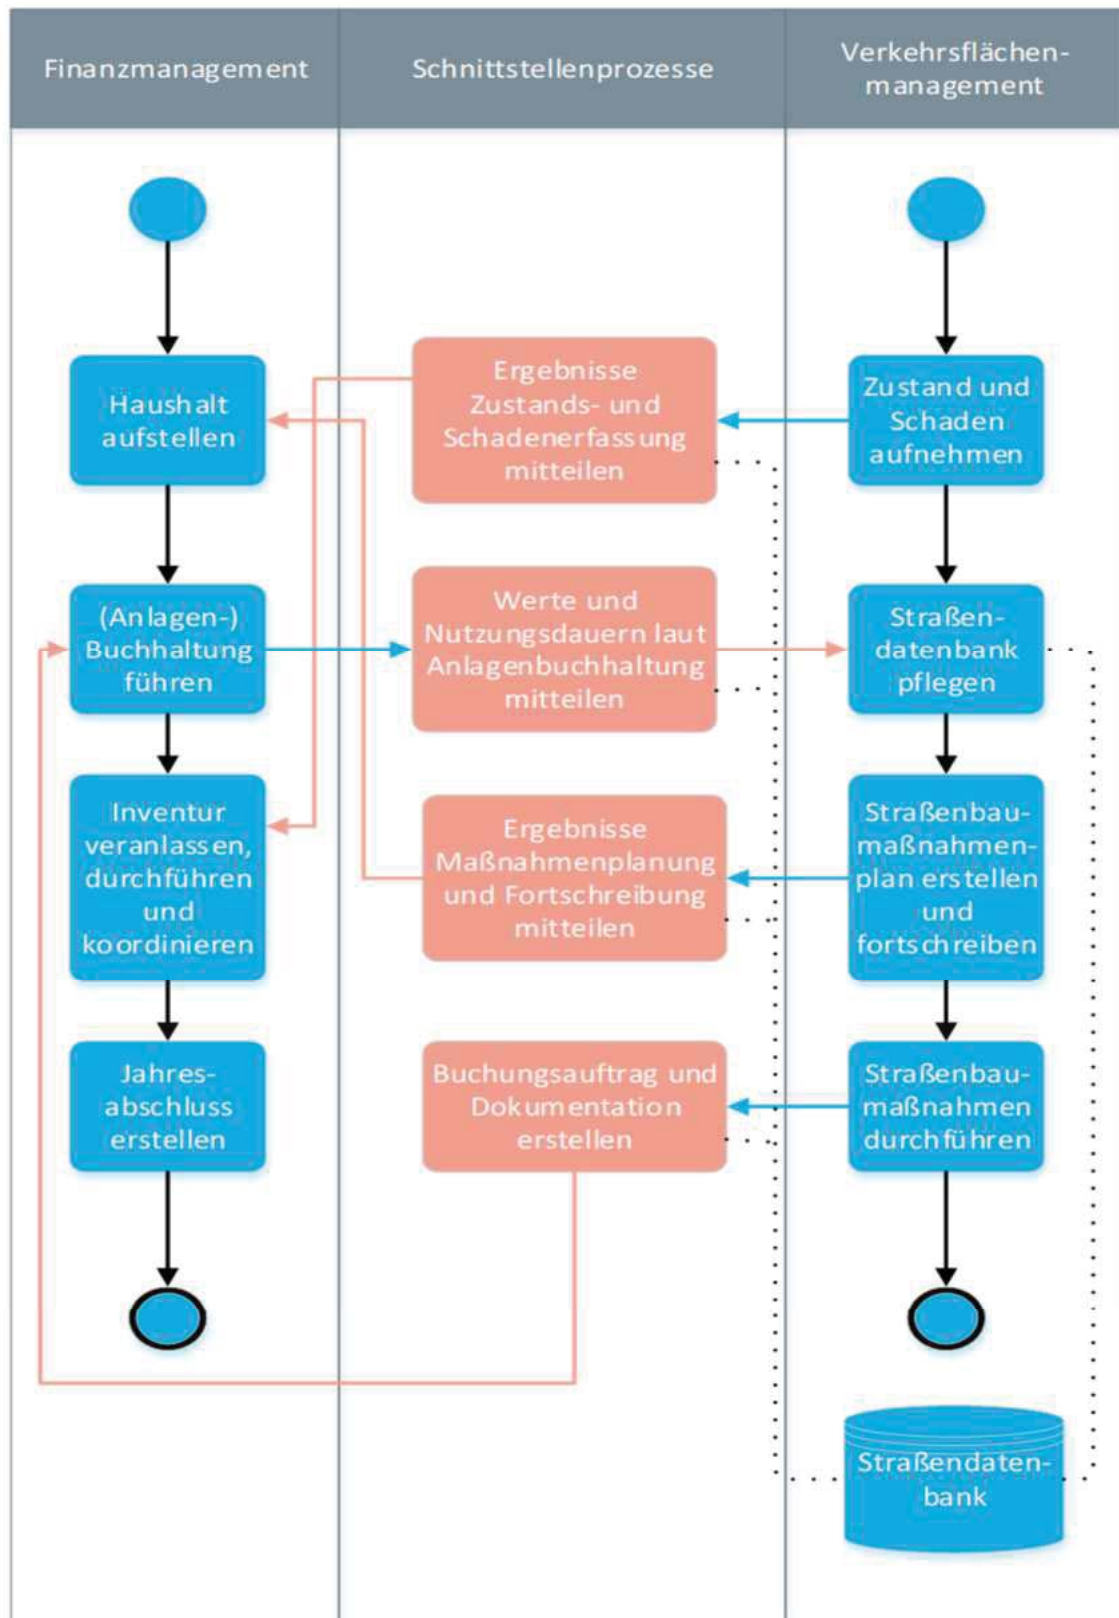 Finanzmanagement
Schnittstellenprozesse
Verkehrsflächen-
management
Haushalt
aufstellen
Ergebnisse
Zustands- und
Schadenerfassung
mitteilen
Zustand und
Schaden
aufnehmen
(Anlagen-)
Buchhaltung
führen
Werte und
Nutzungsdauern laut
Anlagenbuchhaltung
mitteilen
Straßen-
datenbank
pflegen
Inventur
veranlassen,
durchführen
und
koordinieren
Ergebnisse
Maßnahmenplanung
und Fortschreibung
mitteilen
Straßenbau-
maßnahmen-
plan erstellen
und
fortschreiben
Jahres-
abschluss
erstellen
Buchungsauftrag und
Dokumentation
erstellen
Straßenbau-
maßnahmen
durchführen
Straßendaten-
bank